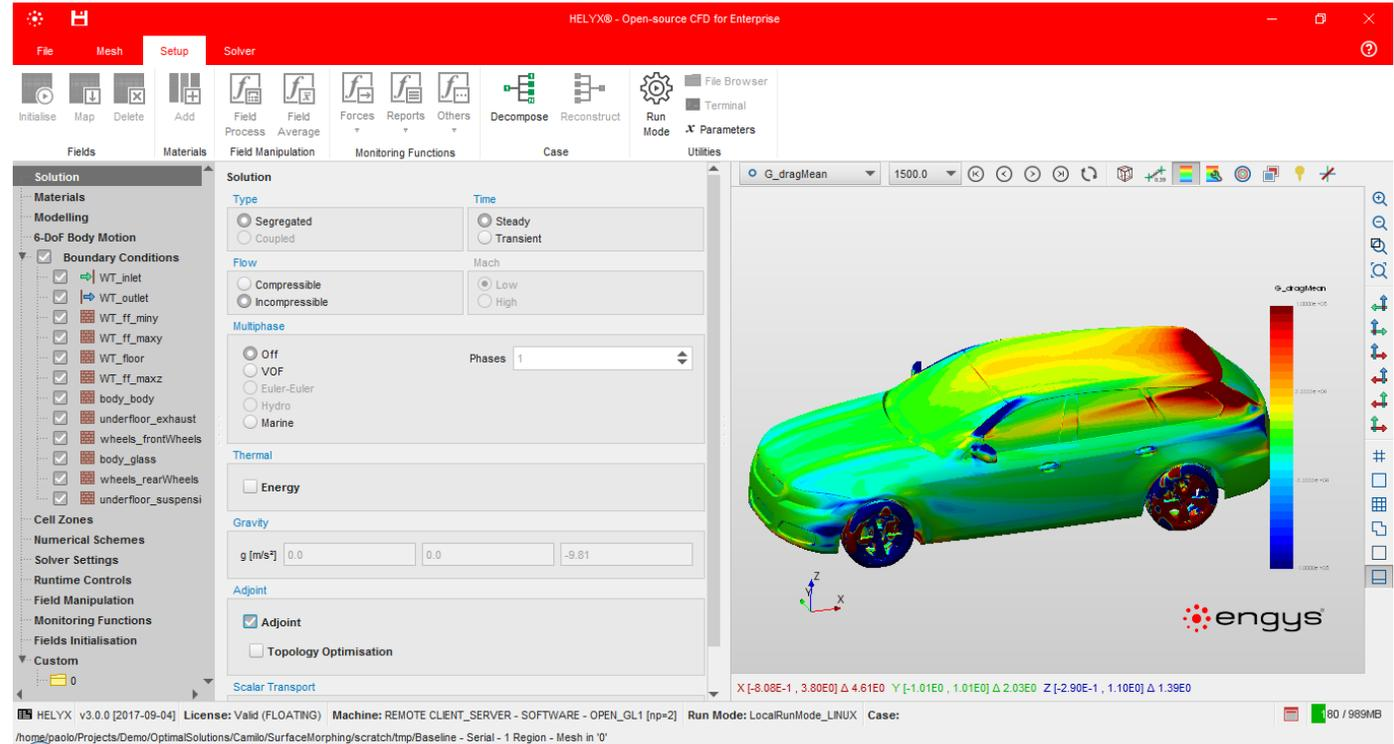 HELYX® - Open-source CFD for Enterprise
File Mesh Setup Solver
Initialise Map Delete Add Field Process Field Average Forces Reports Others Decompose Reconstruct Run Mode File Browser
Terminal
x Parameters
Fields Materials Field Manipulation Monitoring Functions Case Utilities
Solution
Materials
Modelling
6-DoF Body Motion
Boundary Conditions
WT_inlet
WT_outlet
WT_ff_miny
WT_ff_maxy
WT_floor
WT_ff_maxz
body_body
underfloor_exhaust
wheels_frontWheels
body_glass
wheels_rearWheels
underfloor_suspensi
Cell Zones
Numerical Schemes
Solver Settings
Runtime Controls
Field Manipulation
Monitoring Functions
Fields Initialisation
Custom
0
Solution
Type Time
Segregated Steady
Coupled Transient
Flow Mach
Compressible Low
Incompressible High
Multiphase
Off Phases 1
VOF
Euler-Euler
Hydro
Marine
Thermal
Energy
Gravity
g [m/s²] 0.0 0.0 -9.81
Adjoint
Adjoint
Topology Optimisation
Scalar Transport
G_dragMean 1500.0
G_dragMean
Z
Y
X
engys
X [-8.08E-1 , 3.80E0] Δ 4.61E0 Y [-1.01E0 , 1.01E0] Δ 2.03E0 Z [-2.90E-1 , 1.10E0] Δ 1.39E0
HELYX v3.0.0 [2017-09-04] License: Valid (FLOATING) Machine: REMOTE CLIENT_SERVER - SOFTWARE - OPEN_GL1 [np=2] Run Mode: LocalRunMode_LINUX Case: 180 / 989MB
/home/paolo/Projects/Demo/OptimalSolutions/Camilo/SurfaceMorphing/scratch/tmp/Baseline - Serial - 1 Region - Mesh in '0'